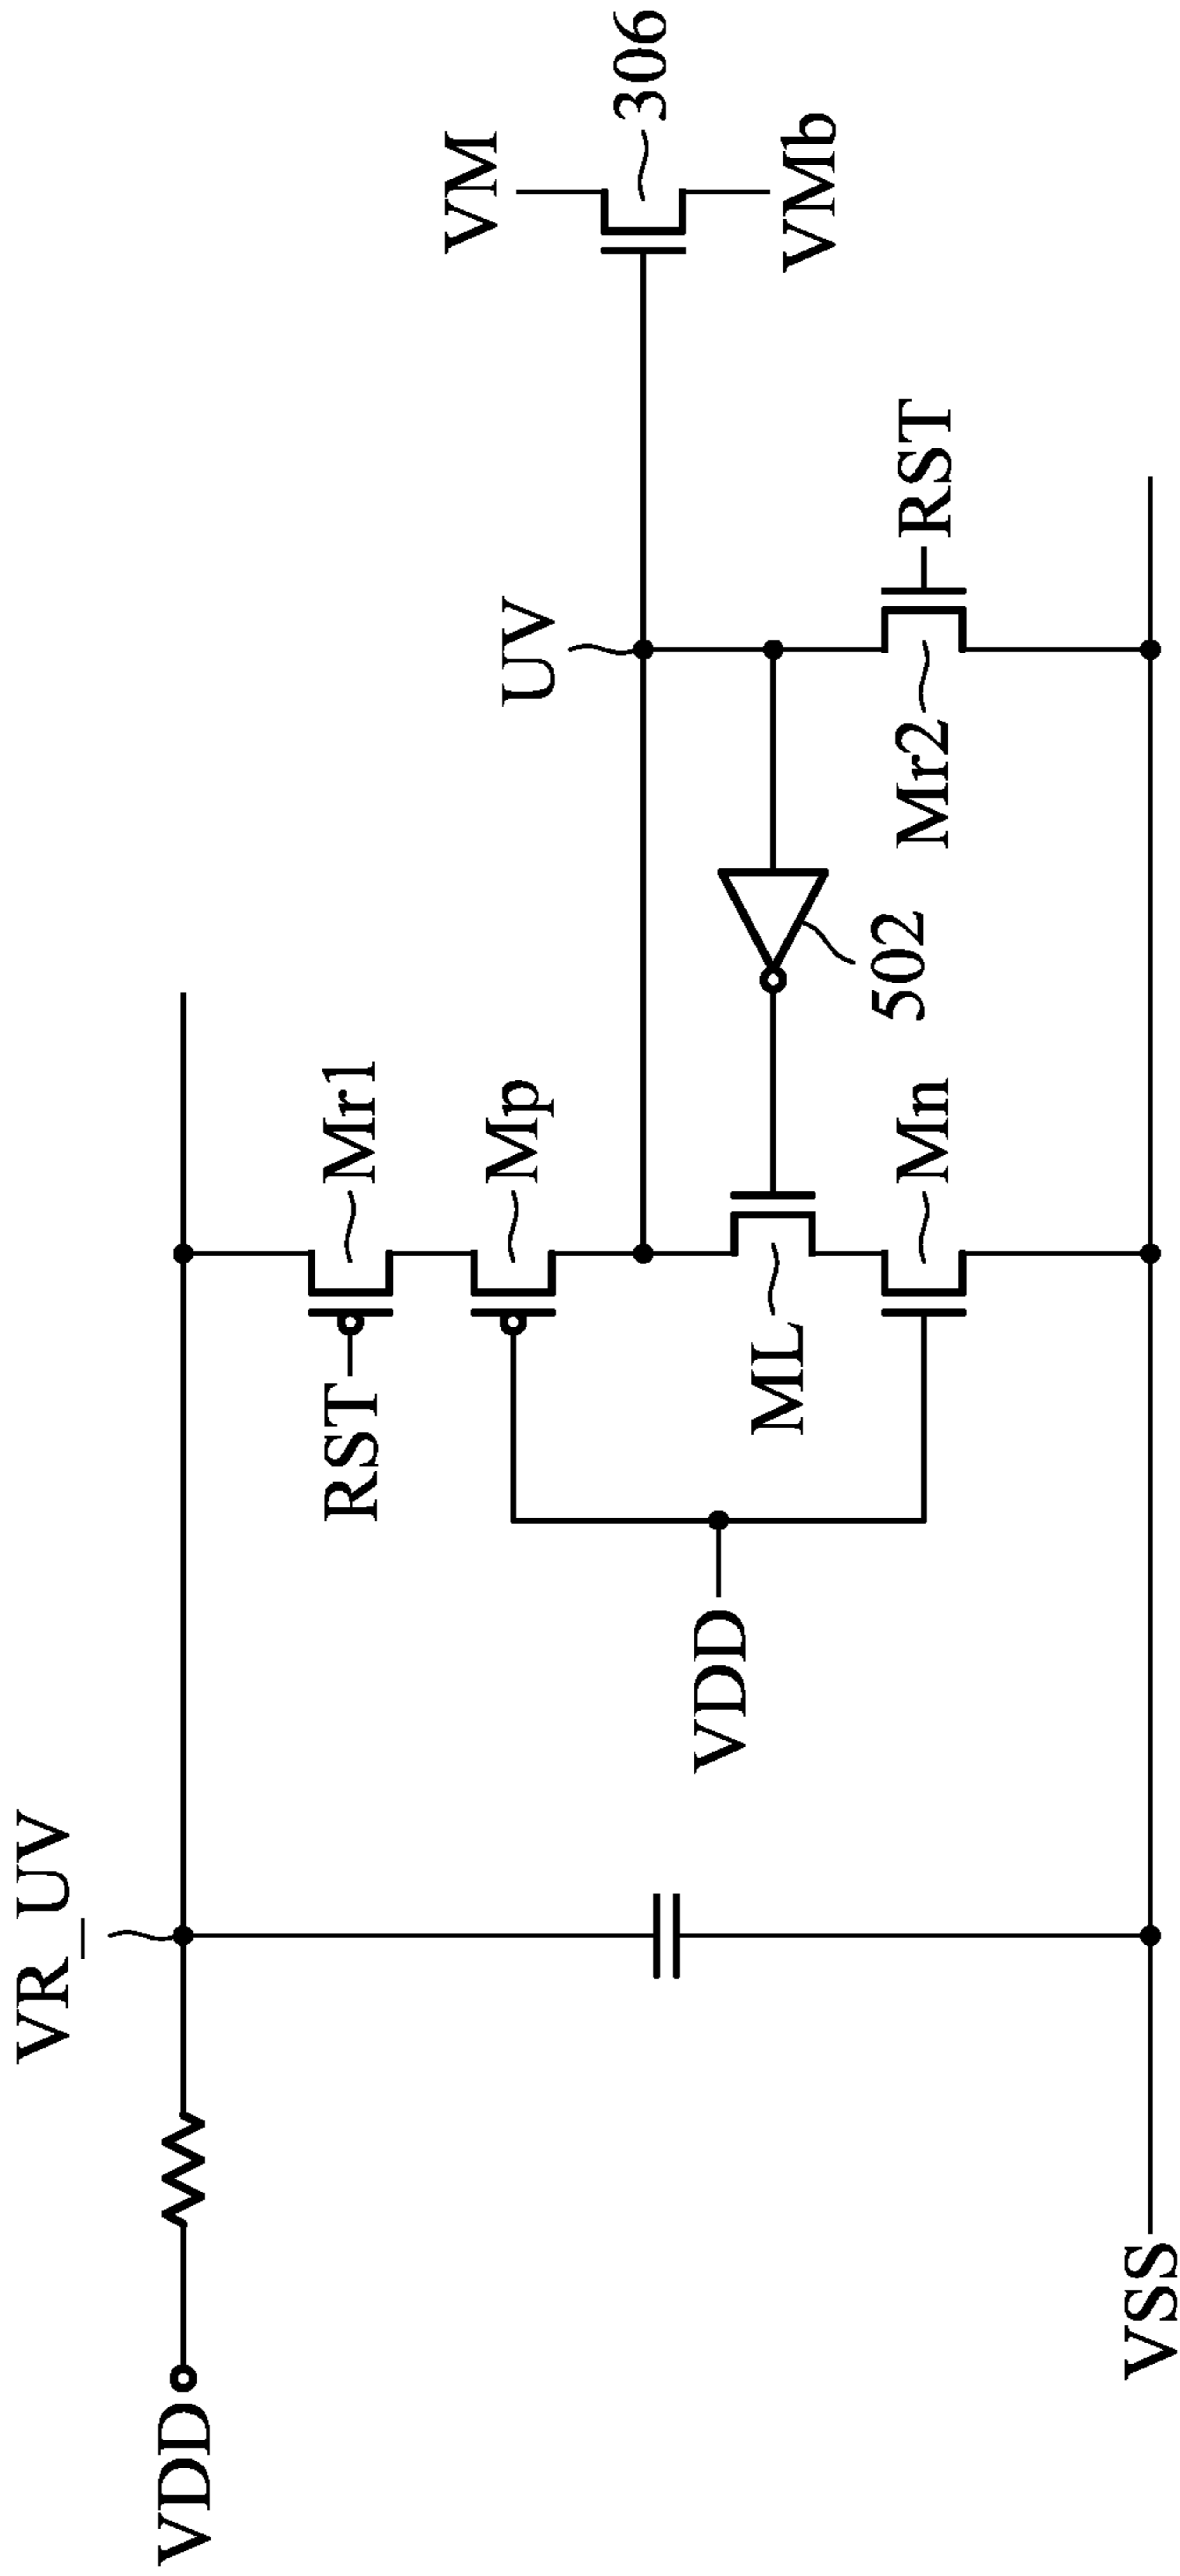 VDD
VR_UV
RST
Mr1
Mp
VDD
ML
Mn
UV
502
Mr2
RST
VM
306
VMb
VSS